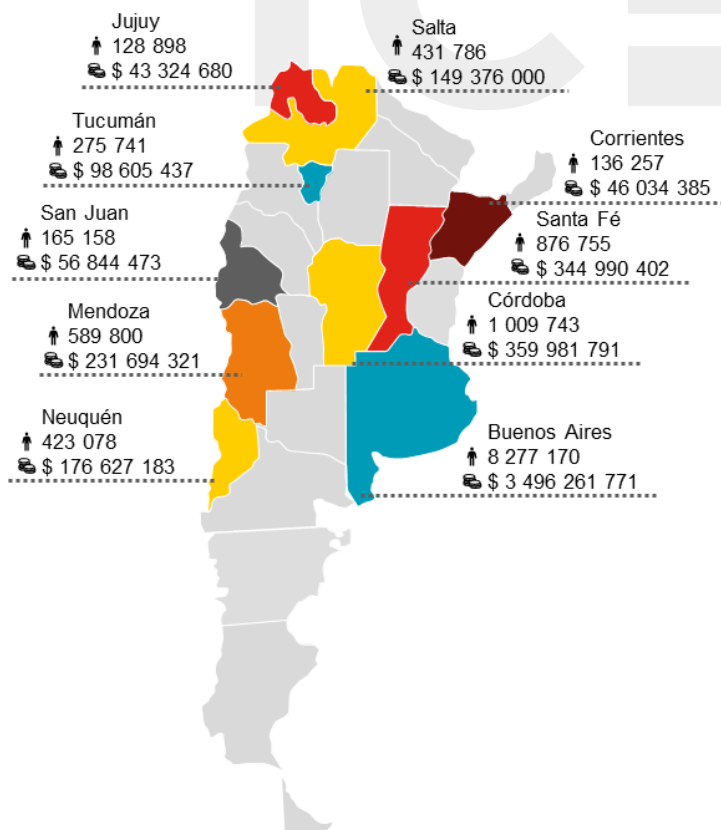 Jujuy
128 898
$ 43 324 680
Salta
431 786
$ 149 376 000
Tucumán
275 741
$ 98 605 437
Corrientes
136 257
$ 46 034 385
San Juan
165 158
$ 56 844 473
Santa Fé
876 755
$ 344 990 402
Mendoza
589 800
$ 231 694 321
Córdoba
1 009 743
$ 359 981 791
Neuquén
423 078
$ 176 627 183
Buenos Aires
8 277 170
$ 3 496 261 771